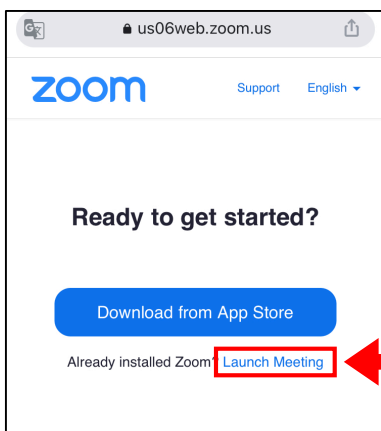 us06web.zoom.us
zoom Support English
Ready to get started?
Download from App Store
Already installed Zoom? Launch Meeting